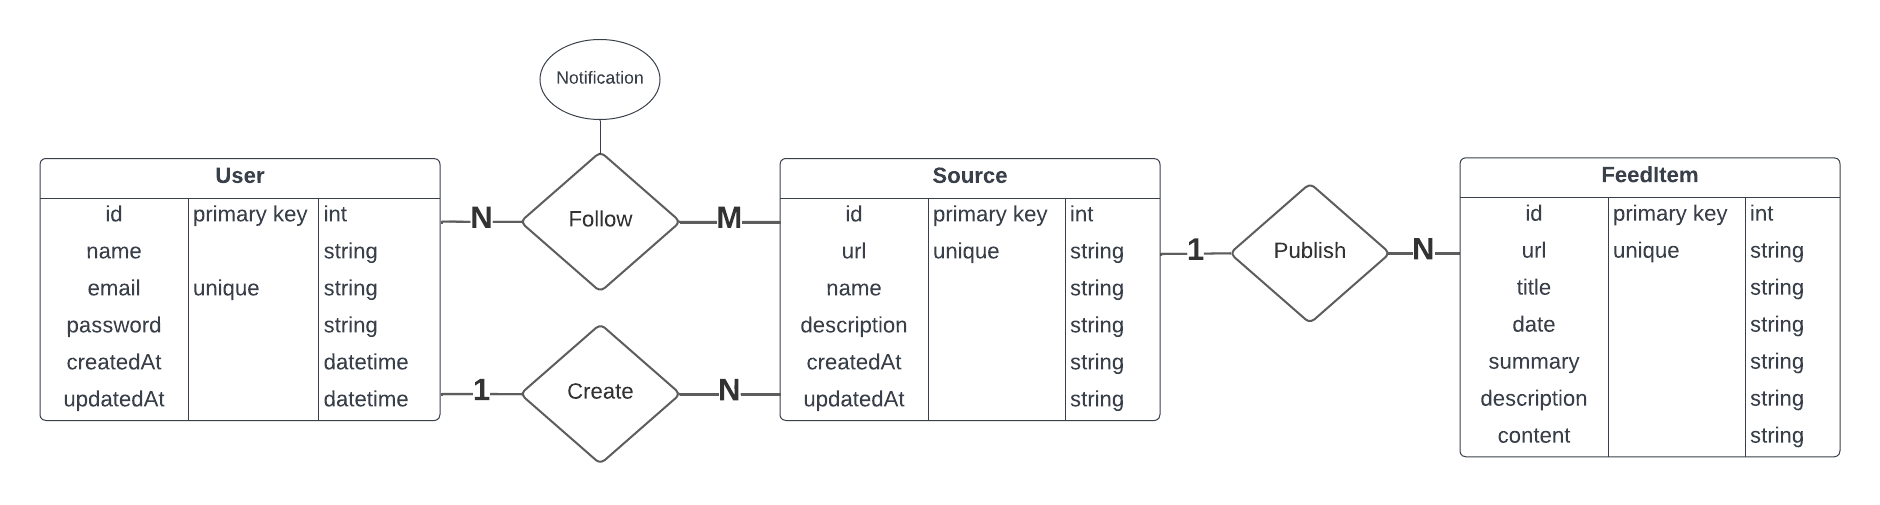 Notification
User
id primary key int
name string
email unique string
password string
createdAt datetime
updatedAt datetime
N
Follow
M
1
Create
N
Source
id primary key int
url unique string
name string
description string
createdAt string
updatedAt string
1
Publish
N
FeedItem
id primary key int
url unique string
title string
date string
summary string
description string
content string